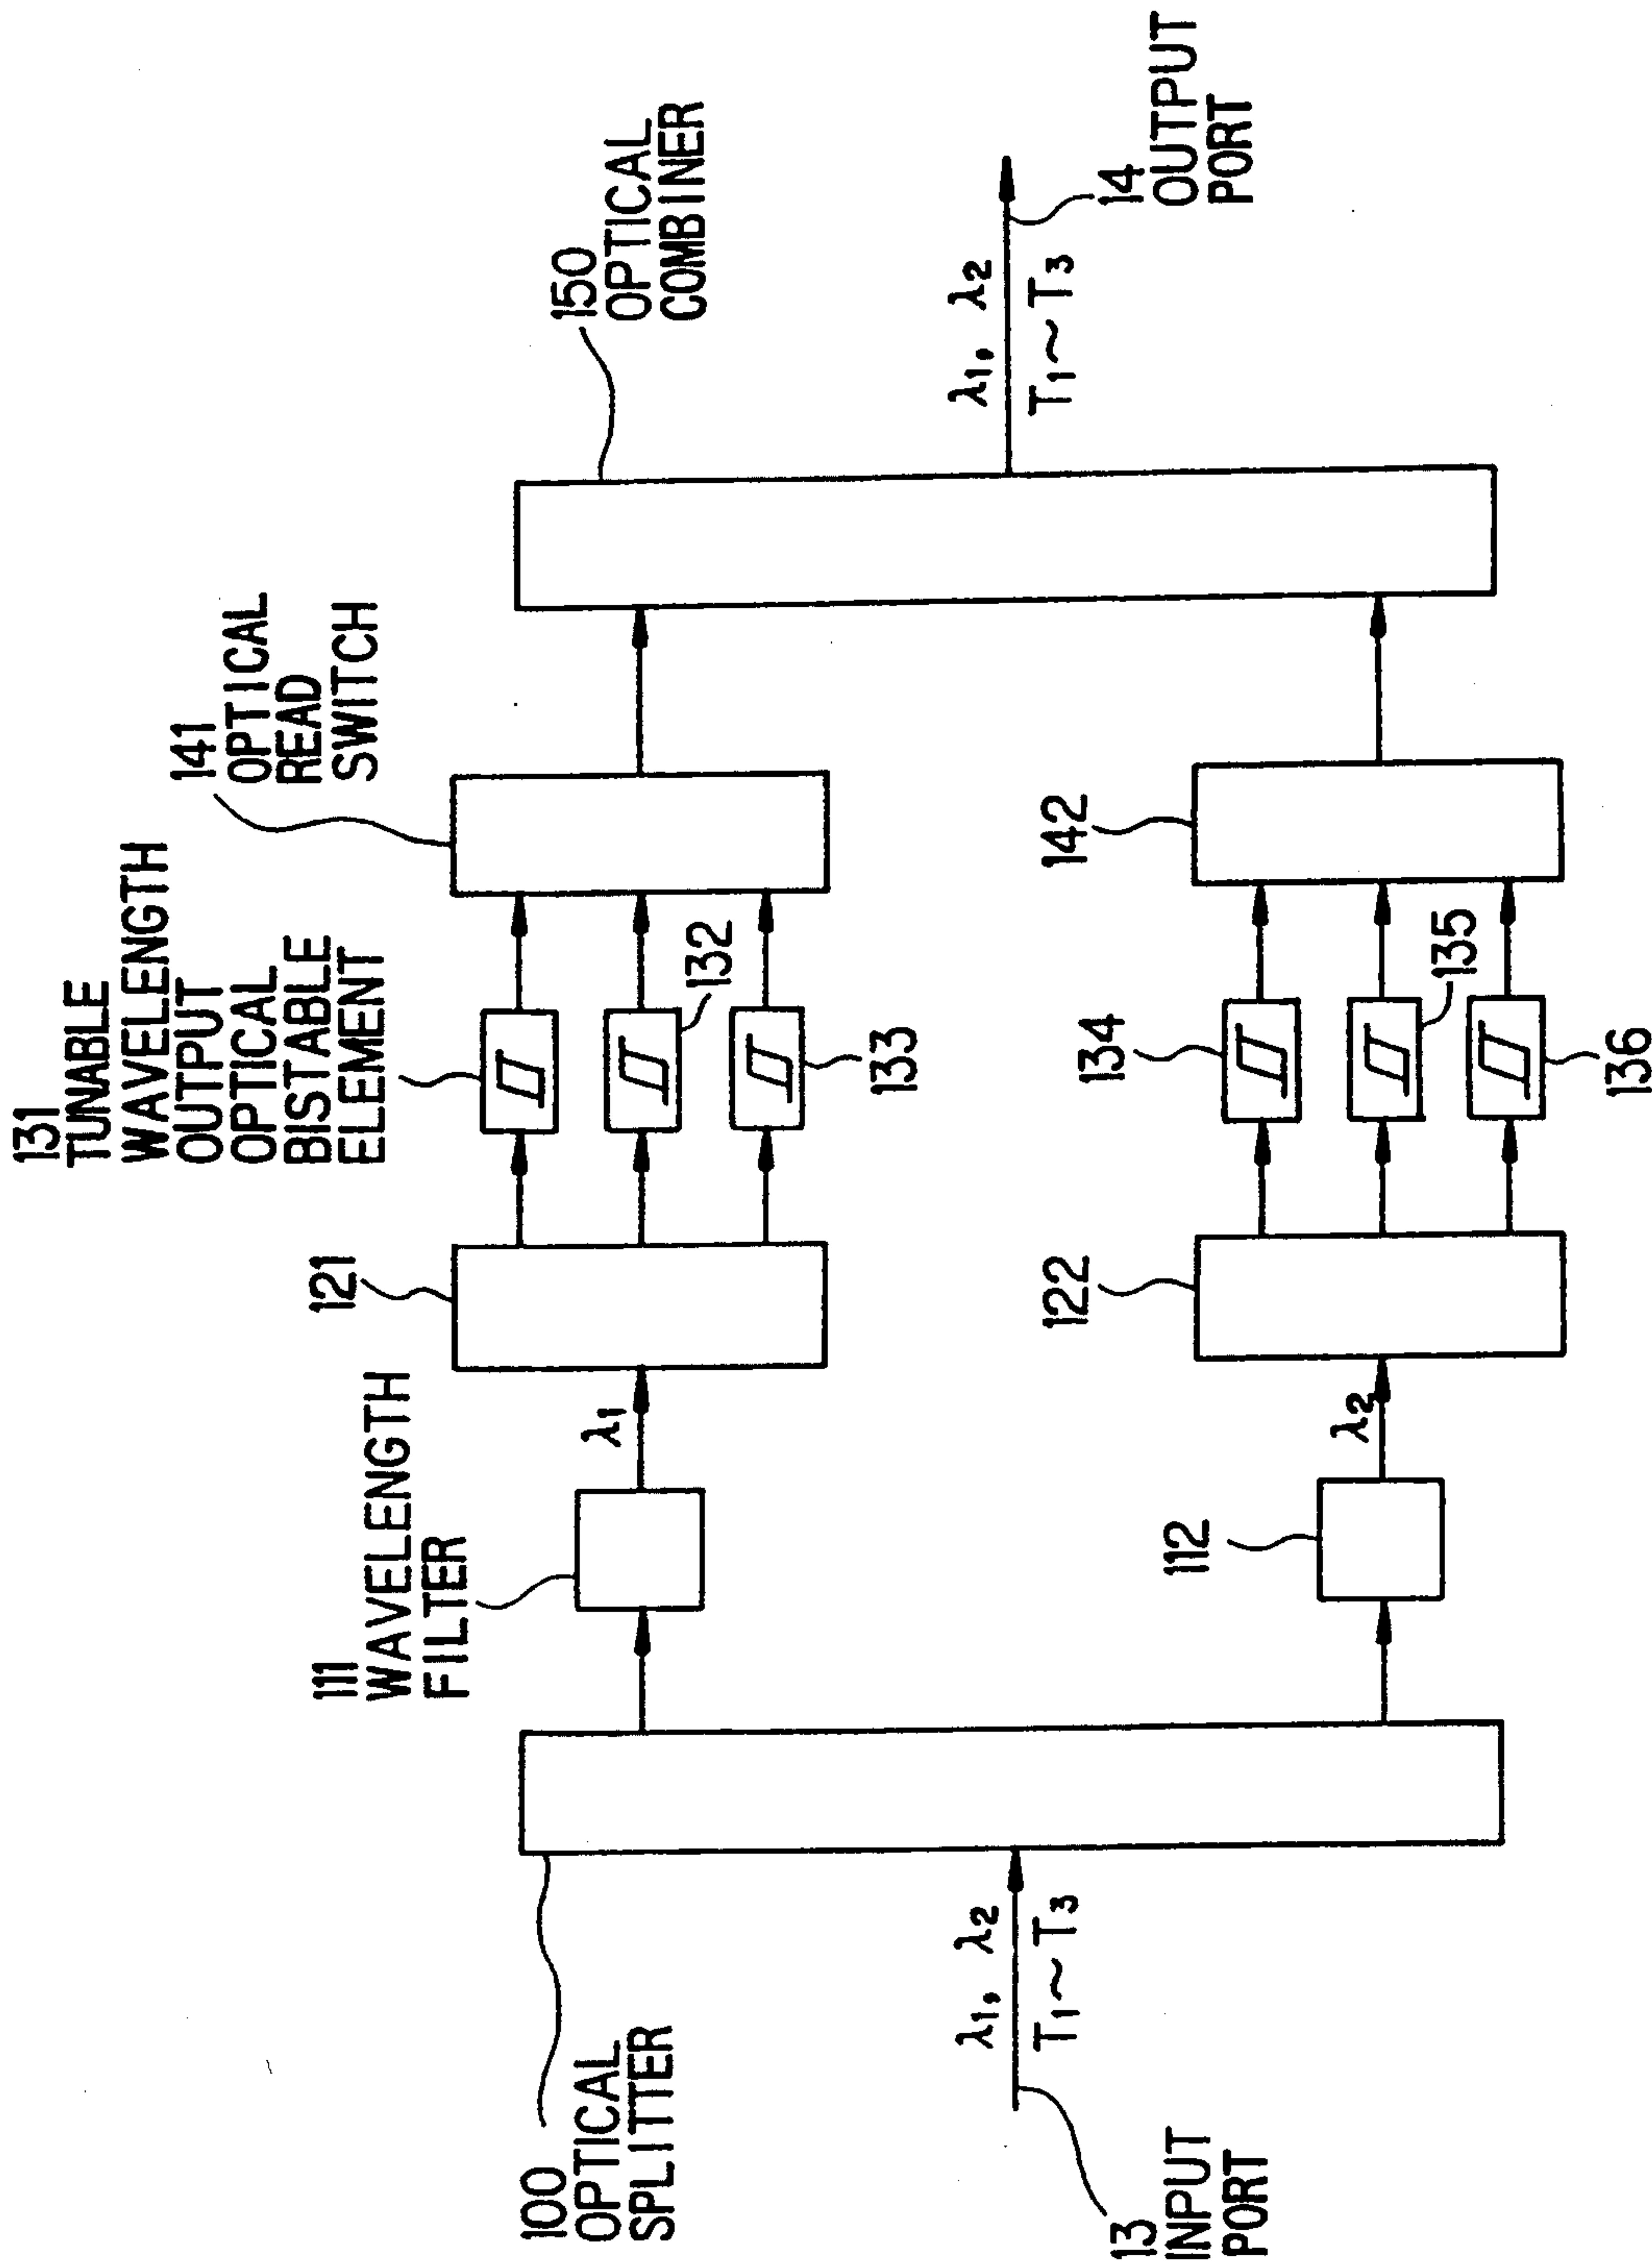 100
OPTICAL
SPLITTER
13
INPUT
PORT
λ1, λ2
T1~T3
111
WAVELENGTH
FILTER
λ1
112
λ2
121
122
131
TUNABLE
WAVELENGTH
OUTPUT
OPTICAL
BISTABLE
ELEMENT
132
133
134
135
136
141
OPTICAL
READ
SWITCH
142
150
OPTICAL
COMBINER
λ1, λ2
T1~T3
14
OUTPUT
PORT